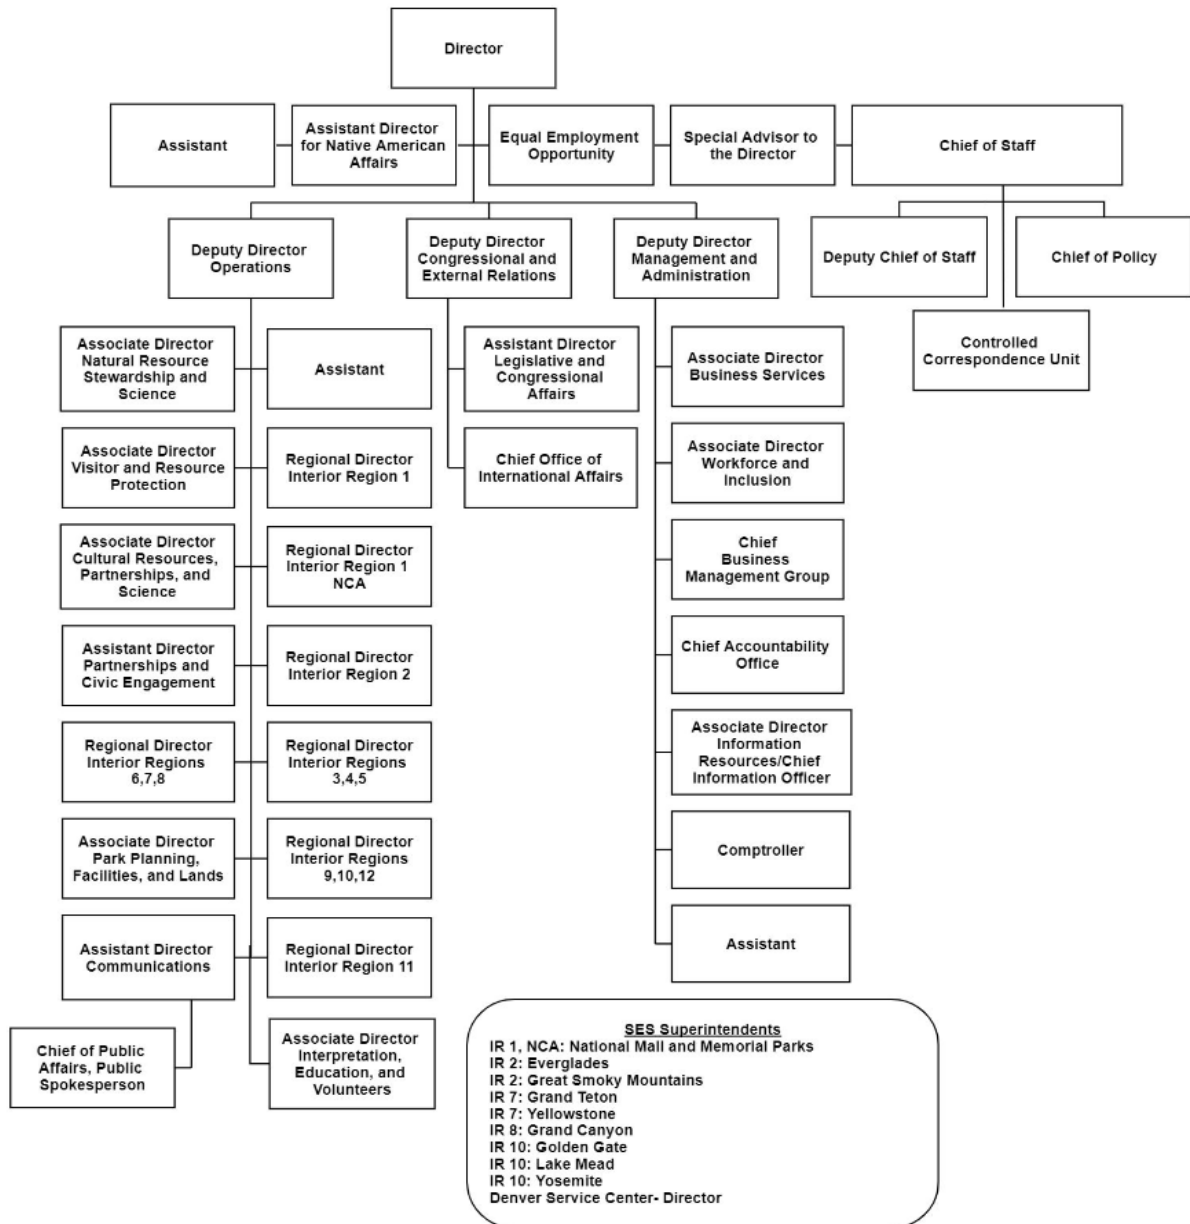 Director
Assistant
Assistant Director
for Native American
Affairs
Equal Employment
Opportunity
Special Advisor to
the Director
Chief of Staff
Deputy Director
Operations
Deputy Director
Congressional and
External Relations
Deputy Director
Management and
Administration
Deputy Chief of Staff
Chief of Policy
Controlled
Correspondence Unit
Associate Director
Natural Resource
Stewardship and
Science
Assistant
Associate Director
Visitor and Resource
Protection
Regional Director
Interior Region 1
Associate Director
Cultural Resources,
Partnerships, and
Science
Regional Director
Interior Region 1
NCA
Assistant Director
Partnerships and
Civic Engagement
Regional Director
Interior Region 2
Regional Director
Interior Regions
6,7,8
Regional Director
Interior Regions
3,4,5
Associate Director
Park Planning,
Facilities, and Lands
Regional Director
Interior Regions
9,10,12
Assistant Director
Communications
Regional Director
Interior Region 11
Chief of Public
Affairs, Public
Spokesperson
Associate Director
Interpretation,
Education, and
Volunteers
Assistant Director
Legislative and
Congressional
Affairs
Chief Office of
International Affairs
Associate Director
Business Services
Associate Director
Workforce and
Inclusion
Chief
Business
Management Group
Chief Accountability
Office
Associate Director
Information
Resources/Chief
Information Officer
Comptroller
Assistant
SES Superintendents
IR 1, NCA: National Mall and Memorial Parks
IR 2: Everglades
IR 2: Great Smoky Mountains
IR 7: Grand Teton
IR 7: Yellowstone
IR 8: Grand Canyon
IR 10: Golden Gate
IR 10: Lake Mead
IR 10: Yosemite
Denver Service Center- Director